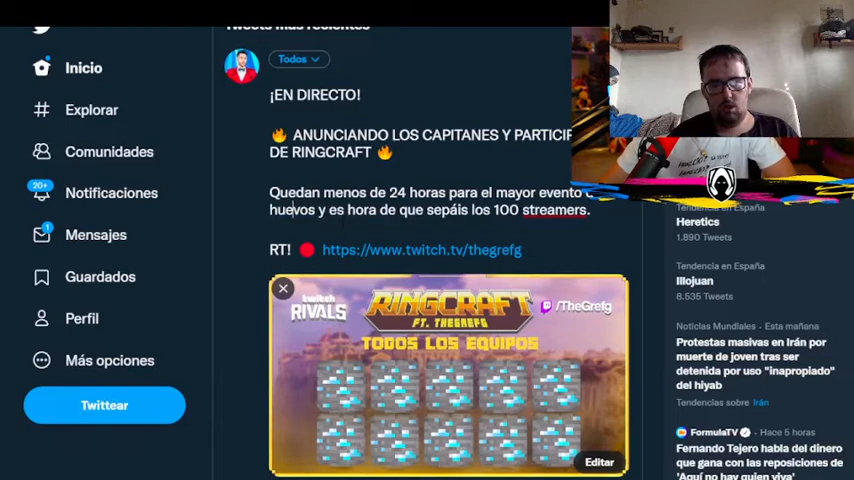 Tweets más recientes
Inicio
Explorar
Comunidades
20+
Notificaciones
1
Mensajes
Guardados
Perfil
Más opciones
Twittear
Todos
¡EN DIRECTO!
ANUNCIANDO LOS CAPITANES Y PARTICIP
DE RINGCRAFT
Quedan menos de 24 horas para el mayor evento
huevos y es hora de que sepáis los 100 streamers.
RT! https://www.twitch.tv/thegrefg
twitch
RIVALS
RINGCRAFT
FT. THEGREFG
/TheGrefg
TODOS LOS EQUIPOS
Editar
Tendencia en España
Heretics
1.890 Tweets
Tendencia en España
Illojuan
8.535 Tweets
Noticias Mundiales · Esta mañana
Protestas masivas en Irán por
muerte de joven tras ser
detenida por uso "inapropiado"
del hiyab
Tendencias sobre Irán
FormulaTV · Hace 5 horas
Fernando Tejero habla del dinero
que gana con las reposiciones de
'Aquí no hay quien viva'